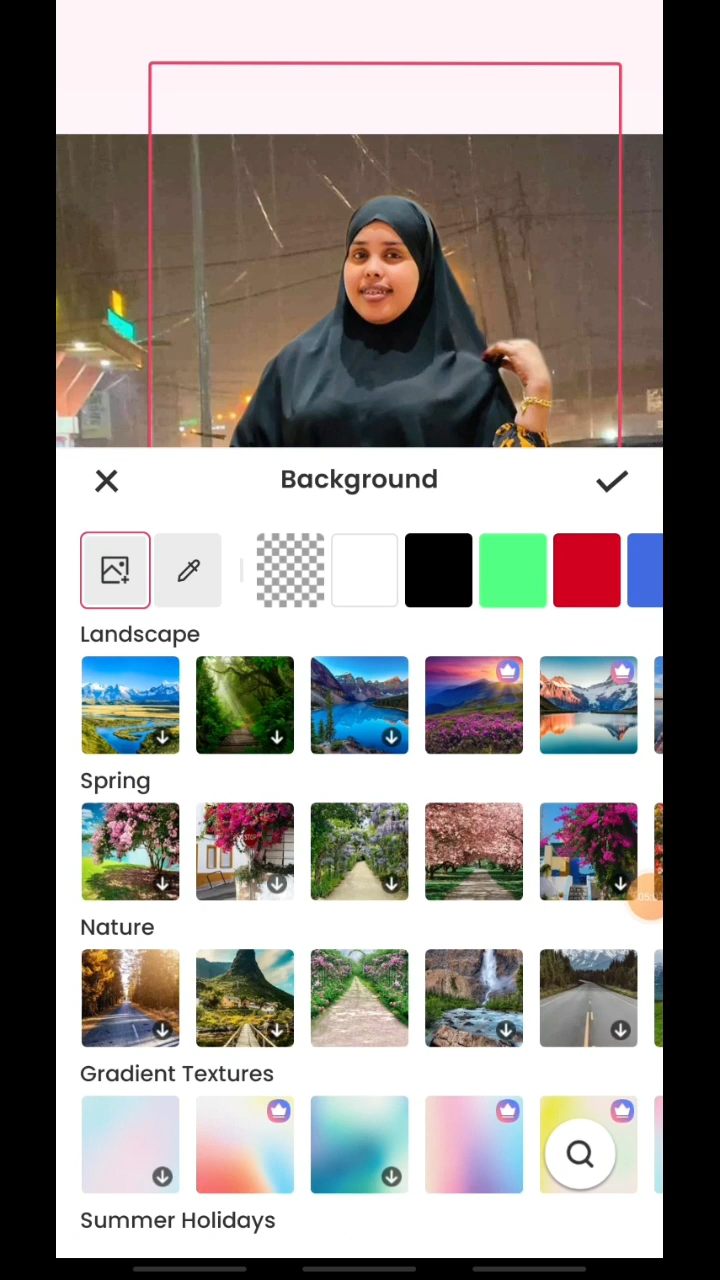 Background
Landscape
Spring
Nature
Gradient Textures
Summer Holidays